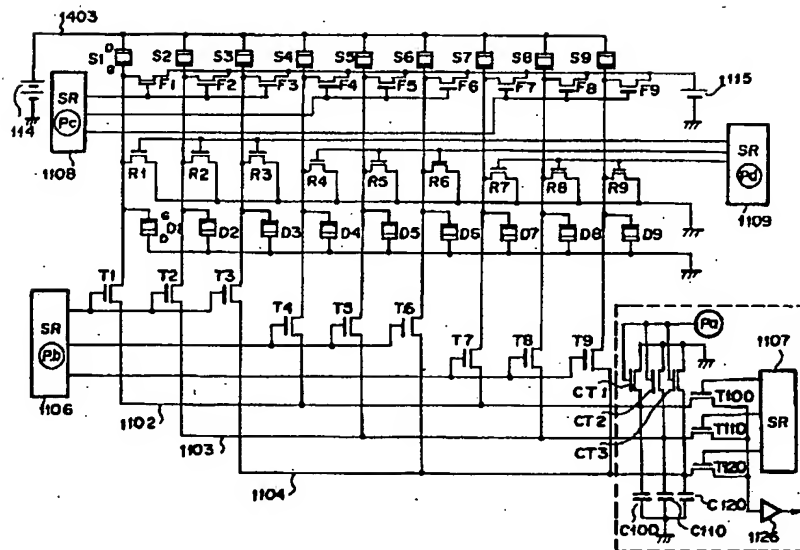 1403
S1 D G S2 S3 S4 S5 S6 S7 S8 S9
F1 F2 F3 F4 F5 F6 F7 F8 F9
114
1115
SR
Pc
1108
R1 R2 R3 R4 R5 R6 R7 R8 R9
SR
Pd
1109
G D D1 D2 D3 D4 D5 D6 D7 D8 D9
T1 T2 T3
T4 T5 T6
T7 T8 T9
SR
Pb
1106
Pa
1107
CT1
CT2
CT3
T100
T110
T120
SR
1102
1103
1104
C100 C110 C120
1126